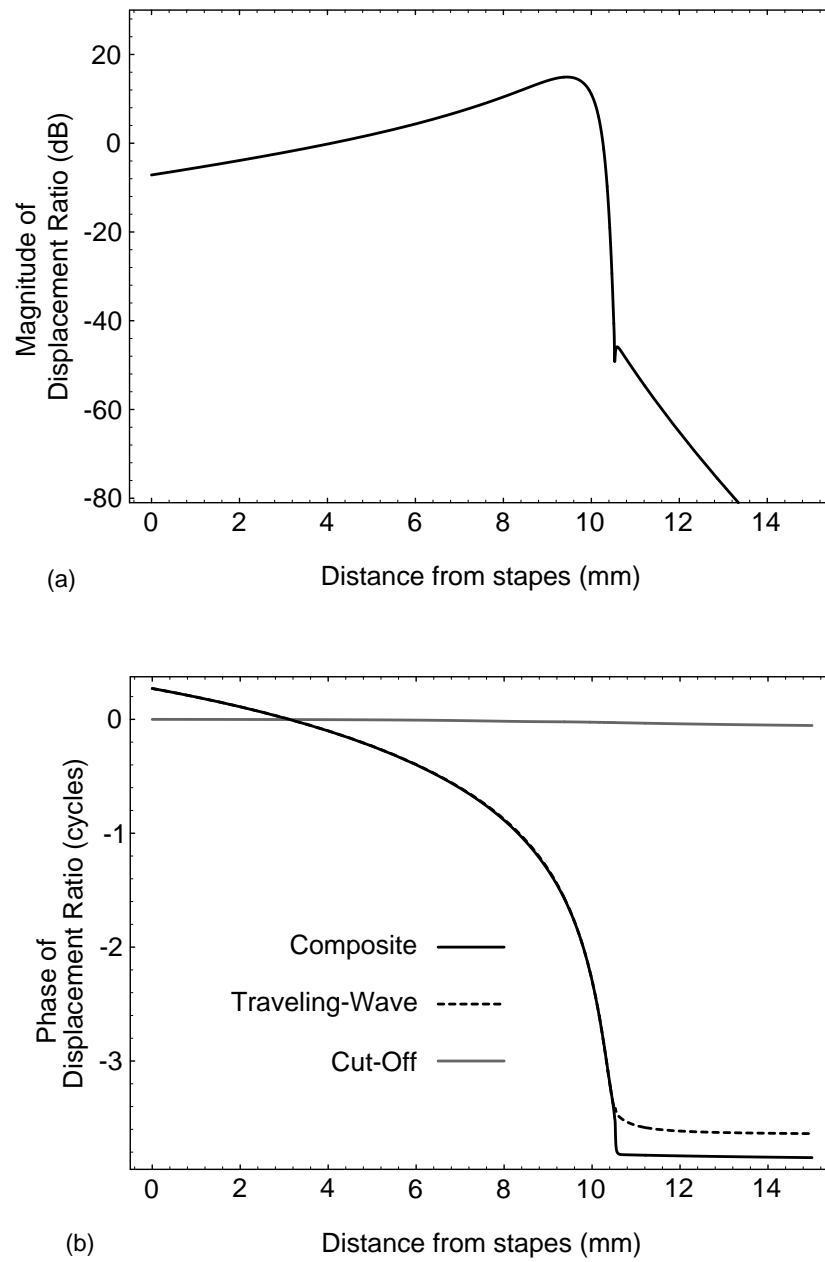 Magnitude of
Displacement Ratio (dB)
20
0
-20
-40
-60
-80
0 2 4 6 8 10 12 14
(a)
Distance from stapes (mm)
Phase of
Displacement Ratio (cycles)
0
-1
-2
-3
Composite
Traveling-Wave
Cut-Off
0 2 4 6 8 10 12 14
(b)
Distance from stapes (mm)